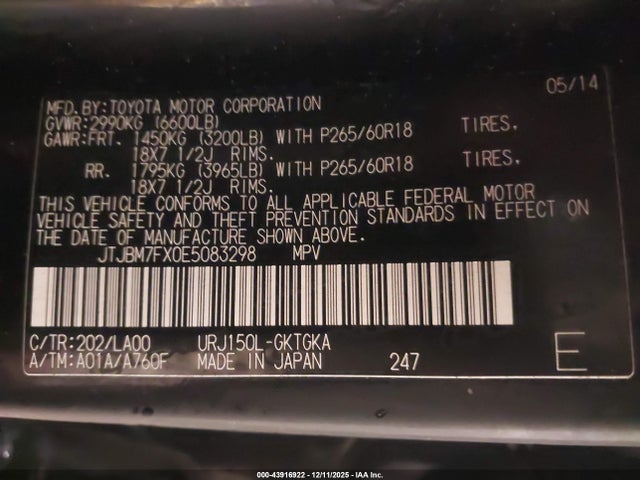 05/14
MFD.BY:TOYOTA MOTOR CORPORATION
GVWR:2990KG (6600LB)
GAWR:FRT. 1450KG (3200LB) WITH P265/60R18 TIRES.
18X7 1/2J RIMS.
RR. 1795KG (3965LB) WITH P265/60R18 TIRES.
18X7 1/2J RIMS.
THIS VEHICLE CONFORMS TO ALL APPLICABLE FEDERAL MOTOR
VEHICLE SAFETY AND THEFT PREVENTION STANDARDS IN EFFECT ON
THE DATE OF MANUFACTURE SHOWN ABOVE.
JTJBM7FX0E5083298 MPV
C/TR:202/LA00 URJ150L-GKTGKA
A/TM:A01A/A760F MADE IN JAPAN 247 E
000-43916922 - 12/11/2025 - IAA Inc.